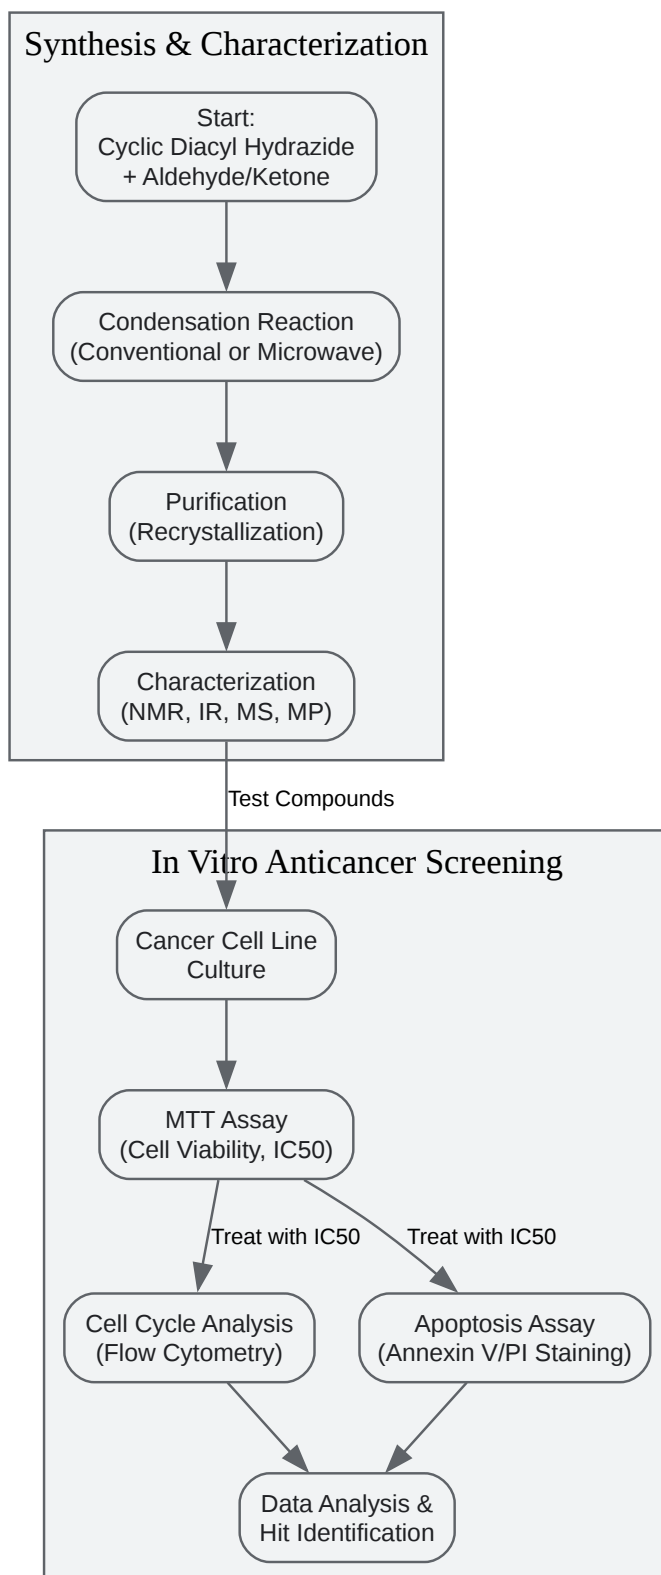 Synthesis & Characterization
Start:
Cyclic Diacyl Hydrazide
+ Aldehyde/Ketone
Condensation Reaction
(Conventional or Microwave)
Purification
(Recrystallization)
Characterization
(NMR, IR, MS, MP)
Test Compounds
In Vitro Anticancer Screening
Cancer Cell Line
Culture
MTT Assay
(Cell Viability, IC50)
Treat with IC50
Treat with IC50
Cell Cycle Analysis
(Flow Cytometry)
Apoptosis Assay
(Annexin V/PI Staining)
Data Analysis &
Hit Identification